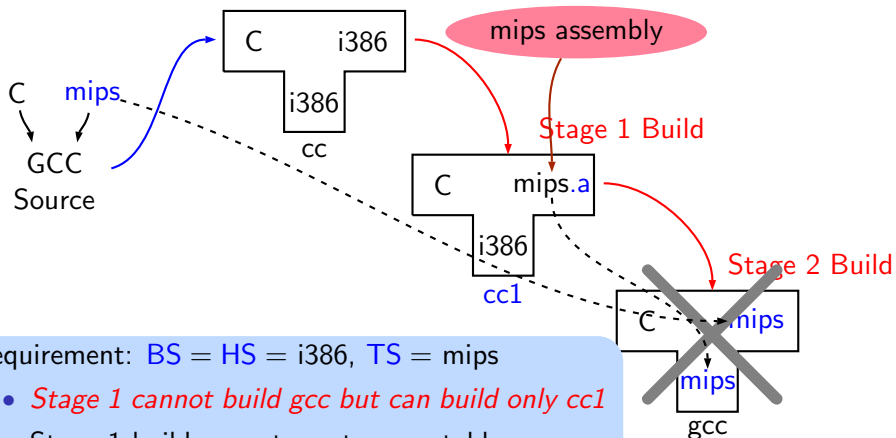 C i386
i386
cc
mips assembly
C mips
GCC
Source
Stage 1 Build
C mips.a
i386
cc1
Stage 2 Build
C mips
mips
gcc
BS = HS = i386, TS = mips
• Stage 1 cannot build gcc but can build only cc1